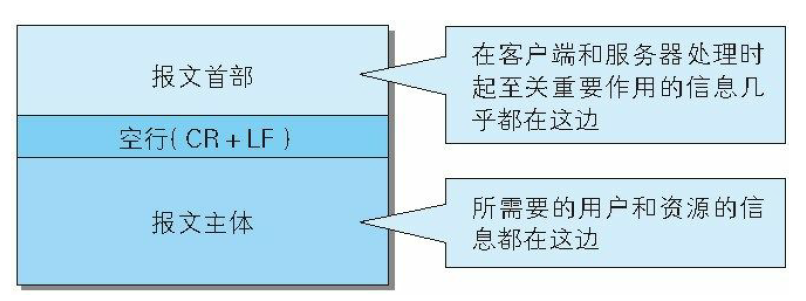 报文首部
在客户端和服务器处理时
起至关重要作用的信息几
乎都在这边
空行(CR+LF)
报文主体
所需要的用户和资源的信
息都在这边